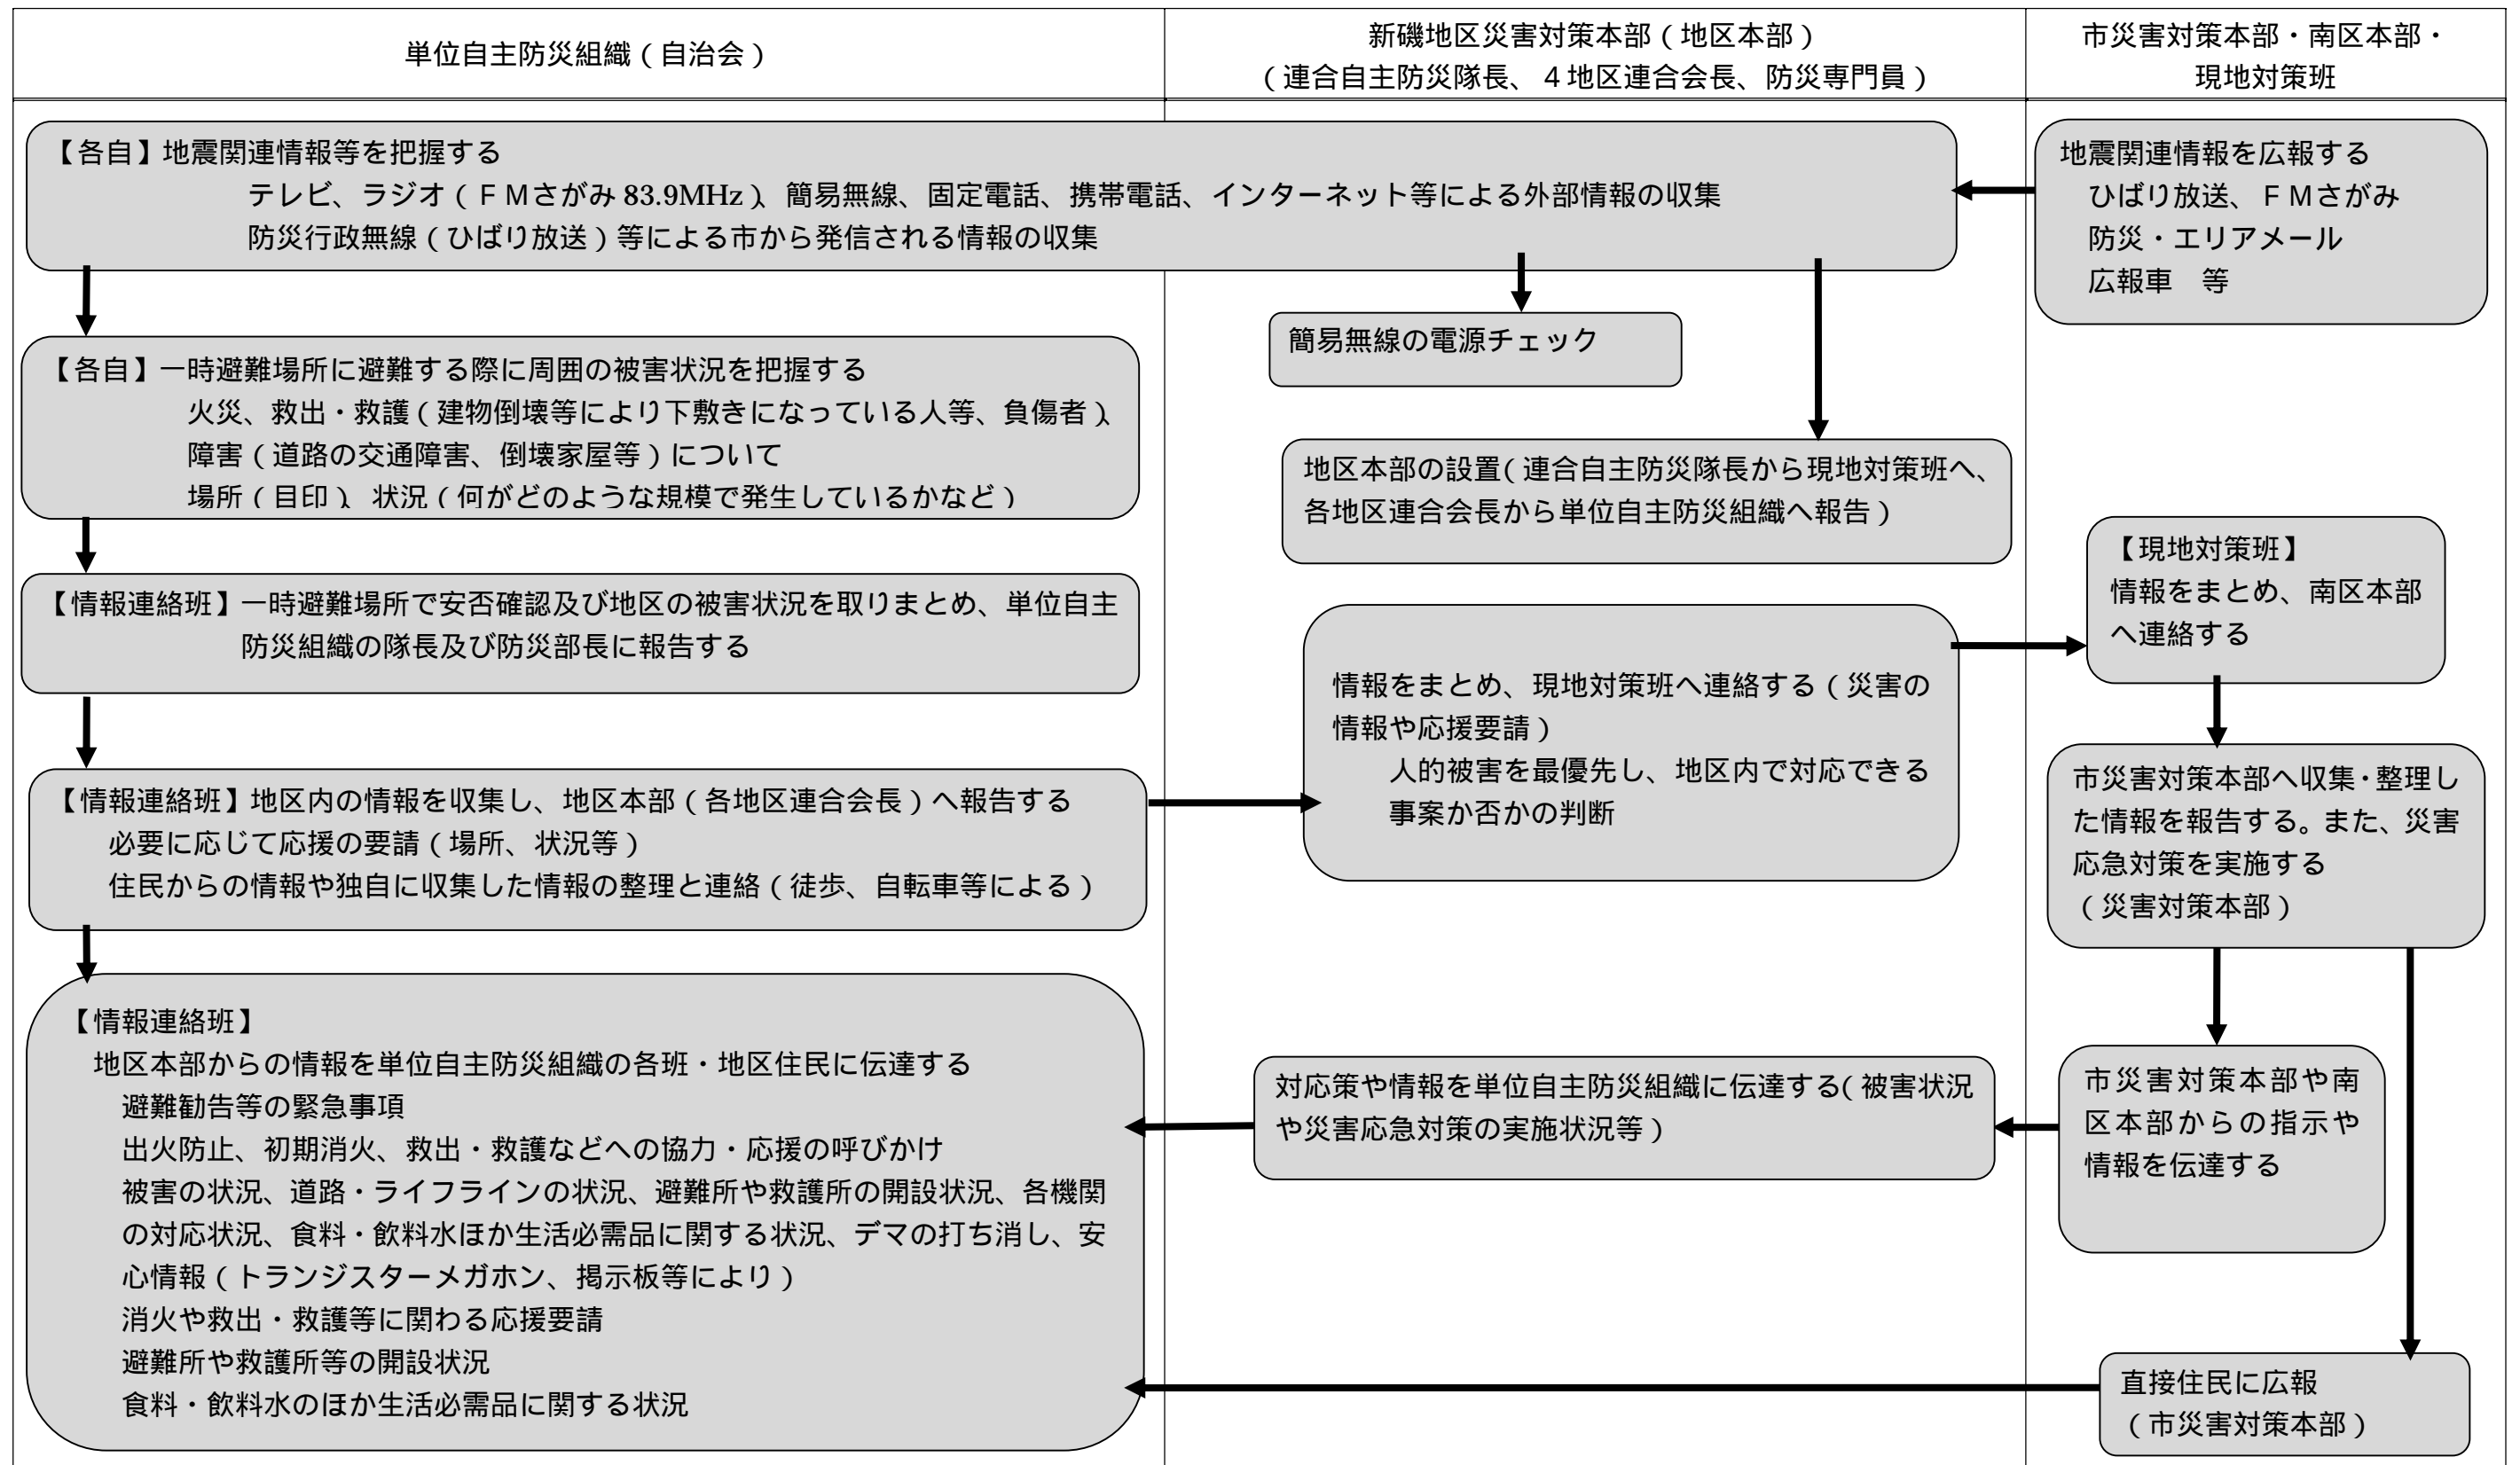 単位自主防災組織（自治会）
新磯地区災害対策本部（地区本部）
（連合自主防災隊長、４地区連合会長、防災専門員）
市災害対策本部・南区本部・
現地対策班
【各自】地震関連情報等を把握する
テレビ、ラジオ（ＦＭさがみ 83.9MHz）、簡易無線、固定電話、携帯電話、インターネット等による外部情報の収集
防災行政無線（ひばり放送）等による市から発信される情報の収集
地震関連情報を広報する
ひばり放送、ＦＭさがみ
防災・エリアメール
広報車　等
簡易無線の電源チェック
【各自】一時避難場所に避難する際に周囲の被害状況を把握する
火災、救出・救護（建物倒壊等により下敷きになっている人等、負傷者）、
障害（道路の交通障害、倒壊家屋等）について
場所（目印）、状況（何がどのような規模で発生しているかなど）
地区本部の設置（連合自主防災隊長から現地対策班へ、
各地区連合会長から単位自主防災組織へ報告）
【情報連絡班】一時避難場所で安否確認及び地区の被害状況を取りまとめ、単位自主
防災組織の隊長及び防災部長に報告する
情報をまとめ、現地対策班へ連絡する（災害の
情報や応援要請）
人的被害を最優先し、地区内で対応できる
事案か否かの判断
【現地対策班】
情報をまとめ、南区本部
へ連絡する
【情報連絡班】地区内の情報を収集し、地区本部（各地区連合会長）へ報告する
必要に応じて応援の要請（場所、状況等）
住民からの情報や独自に収集した情報の整理と連絡（徒歩、自転車等による）
市災害対策本部へ収集・整理し
た情報を報告する。また、災害
応急対策を実施する
（災害対策本部）
【情報連絡班】
地区本部からの情報を単位自主防災組織の各班・地区住民に伝達する
避難勧告等の緊急事項
出火防止、初期消火、救出・救護などへの協力・応援の呼びかけ
被害の状況、道路・ライフラインの状況、避難所や救護所の開設状況、各機関
の対応状況、食料・飲料水ほか生活必需品に関する状況、デマの打ち消し、安
心情報（トランジスターメガホン、掲示板等により）
消火や救出・救護等に関わる応援要請
避難所や救護所等の開設状況
食料・飲料水のほか生活必需品に関する状況
対応策や情報を単位自主防災組織に伝達する（被害状況
や災害応急対策の実施状況等）
市災害対策本部や南
区本部からの指示や
情報を伝達する
直接住民に広報
（市災害対策本部）